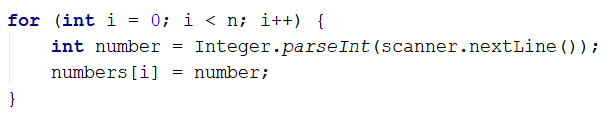 for (int i = 0; i < n; i++) {
    int number = Integer.parseInt(scanner.nextLine());
    numbers[i] = number;
}